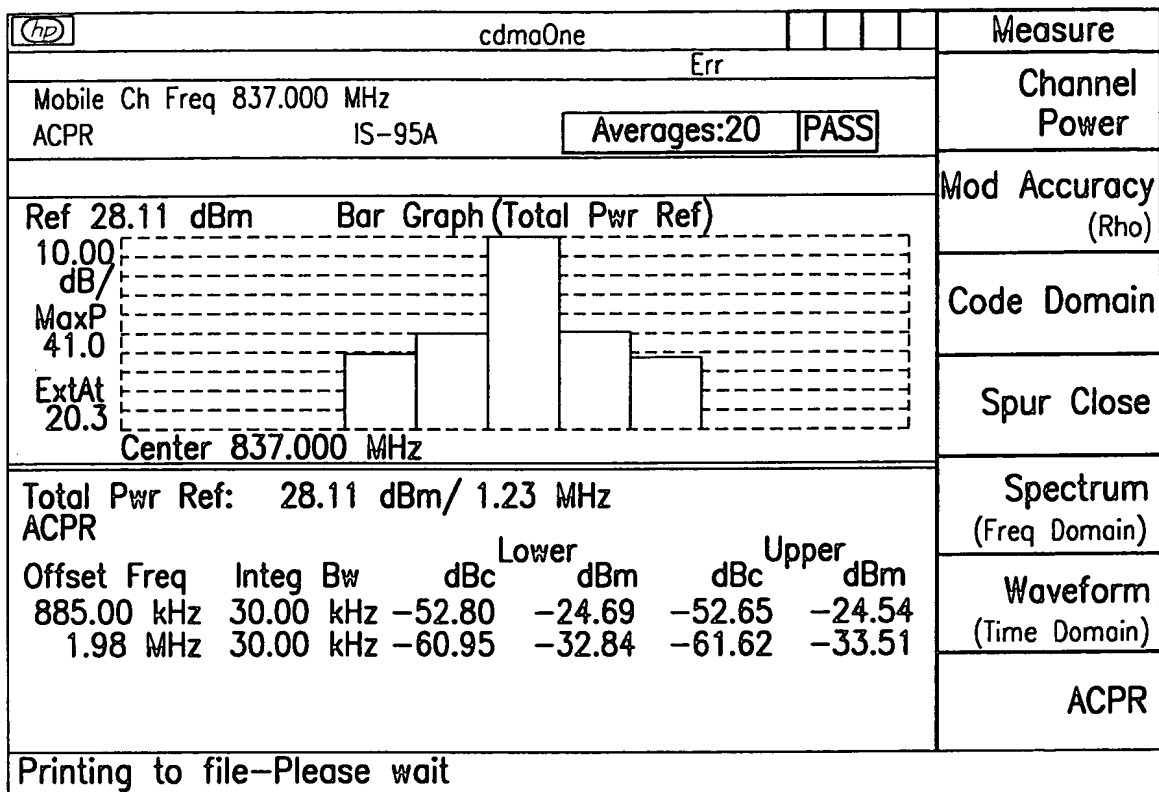 hp
cdmaOne
Err
Mobile Ch Freq 837.000 MHz
ACPR IS-95A Averages:20 PASS
Ref 28.11 dBm Bar Graph (Total Pwr Ref)
10.00
dB/
MaxP
41.0
ExtAt
20.3
Center 837.000 MHz
Total Pwr Ref: 28.11 dBm/ 1.23 MHz
ACPR
Lower Upper
Offset Freq Integ Bw dBc dBm dBc dBm
885.00 kHz 30.00 kHz -52.80 -24.69 -52.65 -24.54
1.98 MHz 30.00 kHz -60.95 -32.84 -61.62 -33.51
Printing to file-Please wait
Measure
Channel
Power
Mod Accuracy
(Rho)
Code Domain
Spur Close
Spectrum
(Freq Domain)
Waveform
(Time Domain)
ACPR